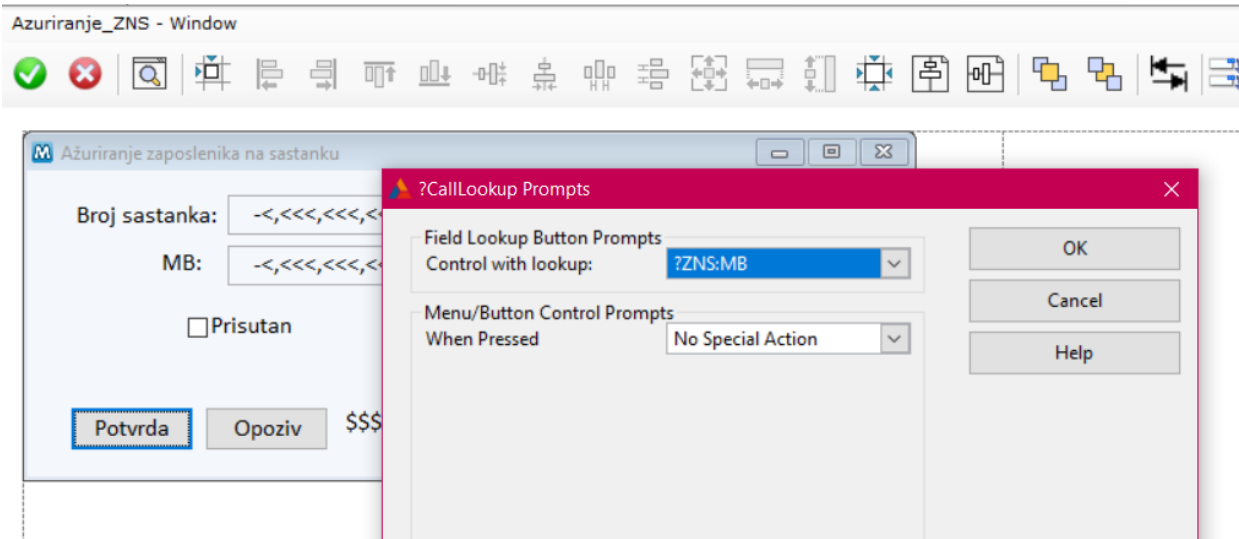 Azuriranje_ZNS - Window
Ažuriranje zaposlenika na sastanku
?CallLookup Prompts
Broj sastanka: -<,<<<,<<<,<<
Field Lookup Button Prompts
Control with lookup: ?ZNS:MB
OK
MB: -<,<<<,<<<,<<
Menu/Button Control Prompts
Cancel
When Pressed No Special Action
Prisutan
Help
Potvrda Opoziv $$$